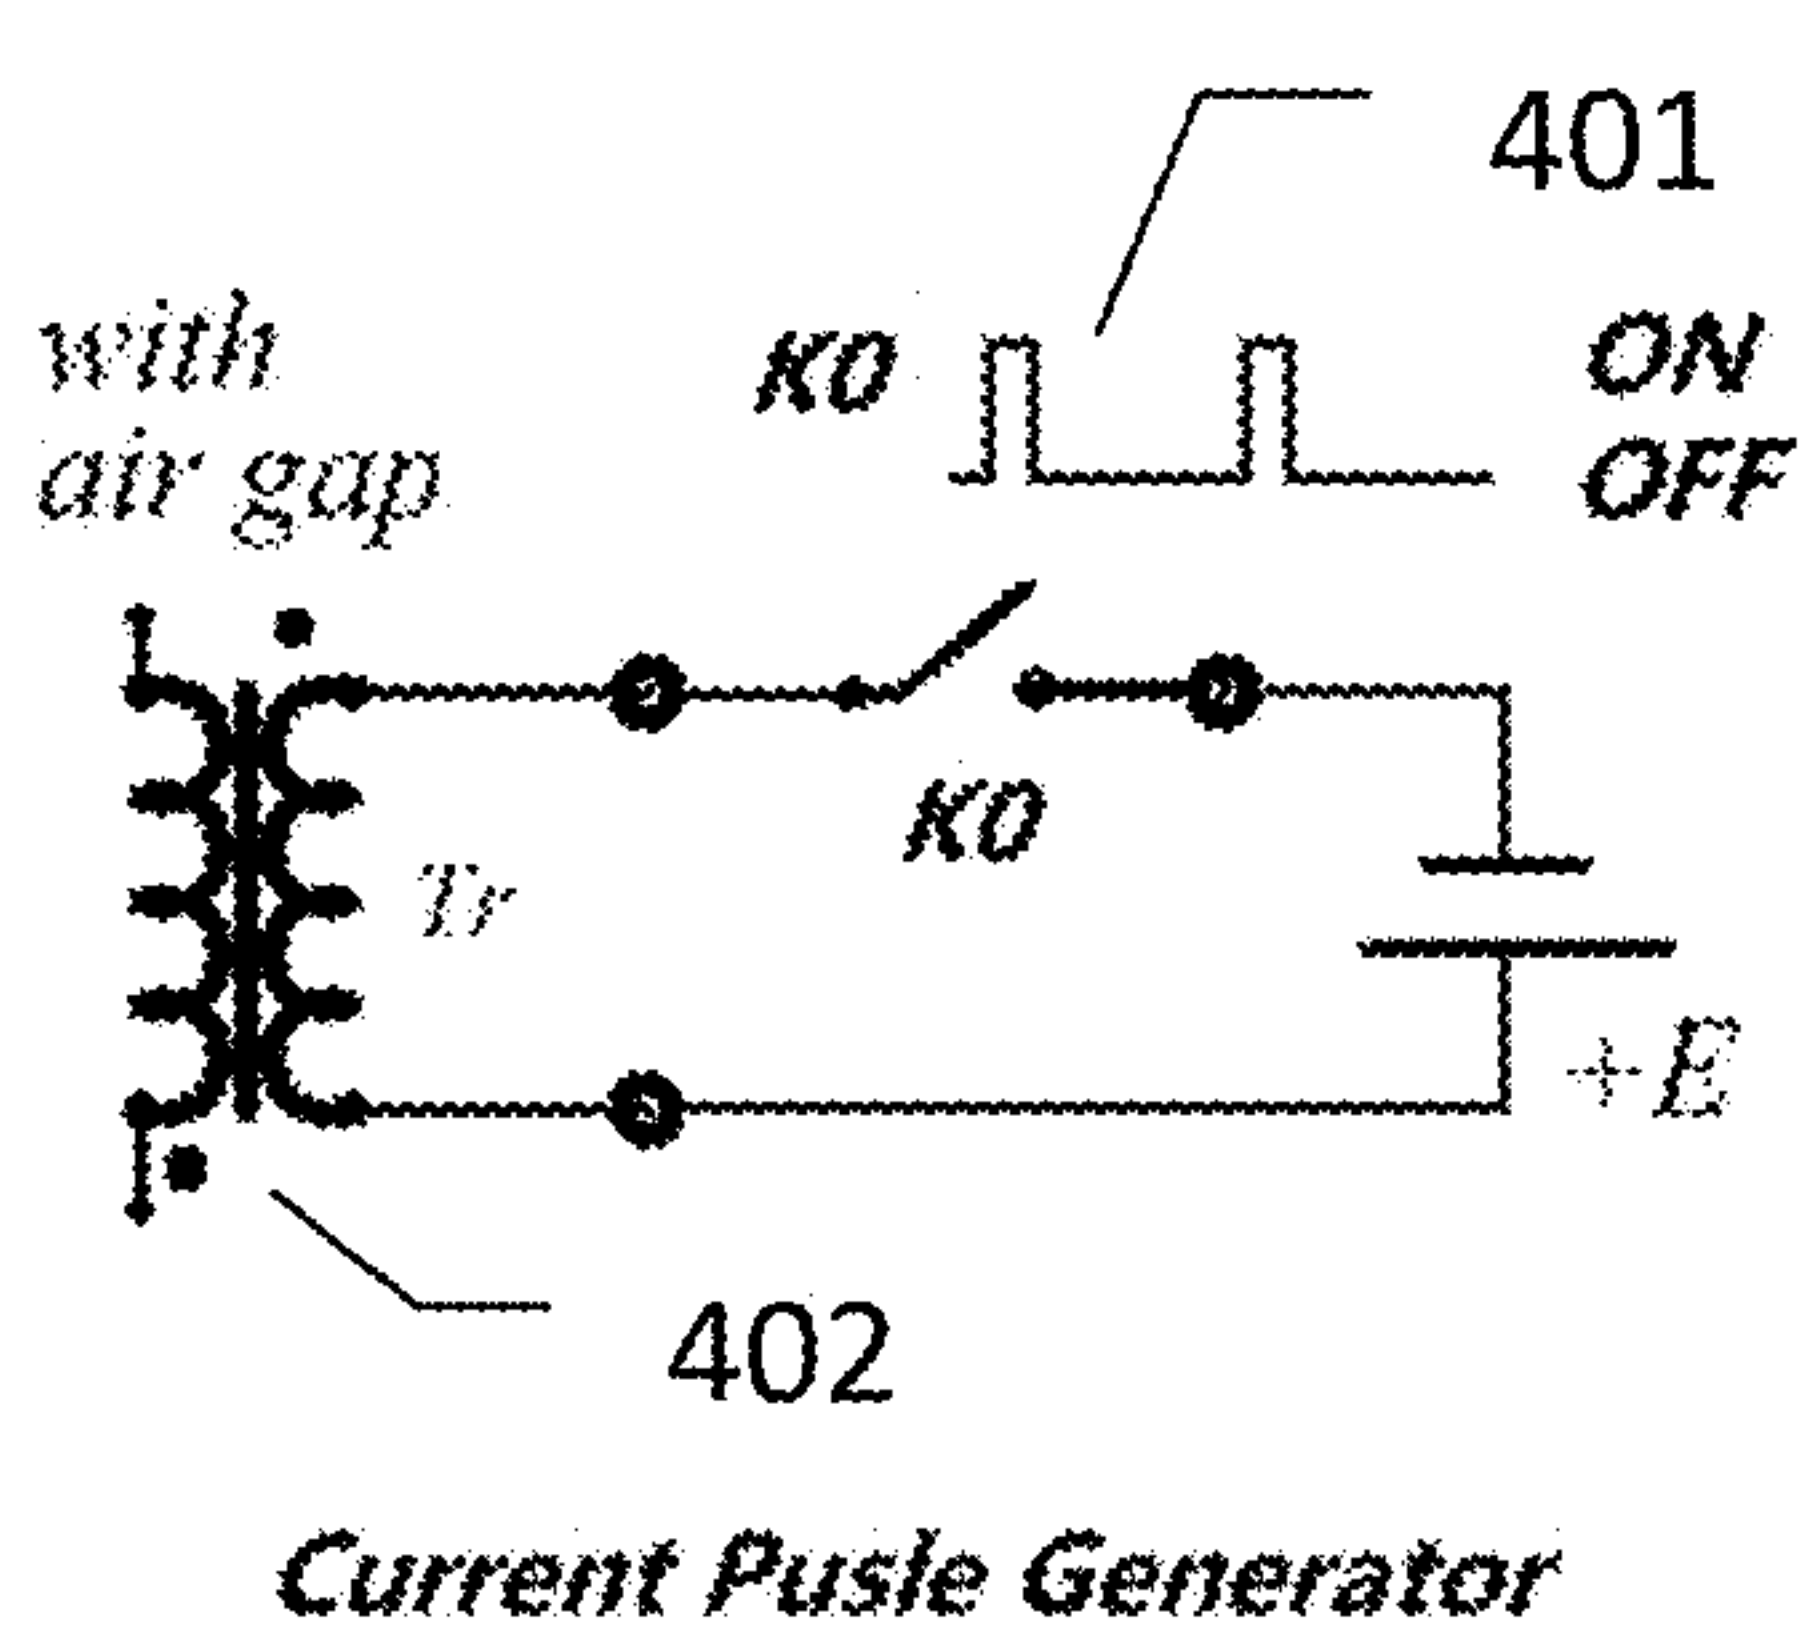 401
with
air gap
K0
ON
OFF
K0
Tr
+E
402
Current Pusle Generator